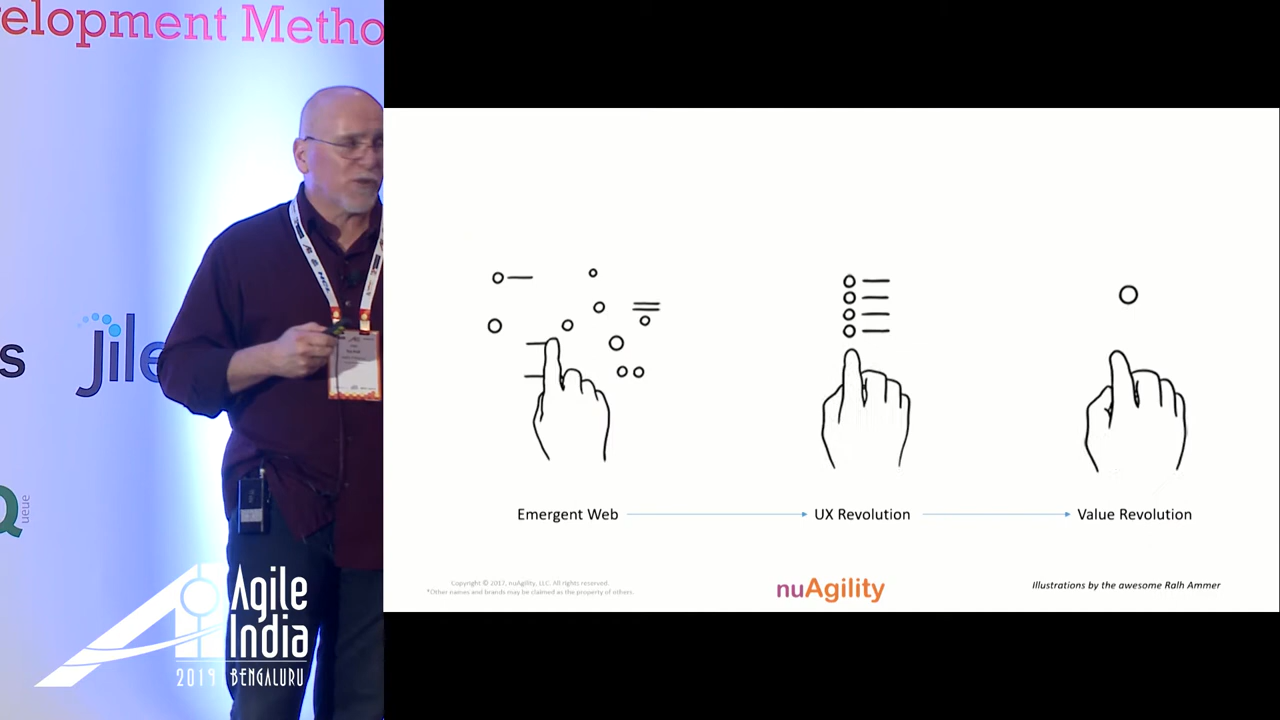 elopment Metho
s
Jile
Q
uan
Agile
India
2019 BENGALURU
Emergent Web
UX Revolution
Value Revolution
Copyright © 2017, nuAgility, LLC. All rights reserved.
*Other names and brands may be claimed as the property of others.
nuAgility
Illustrations by the awesome Ralh Ammer